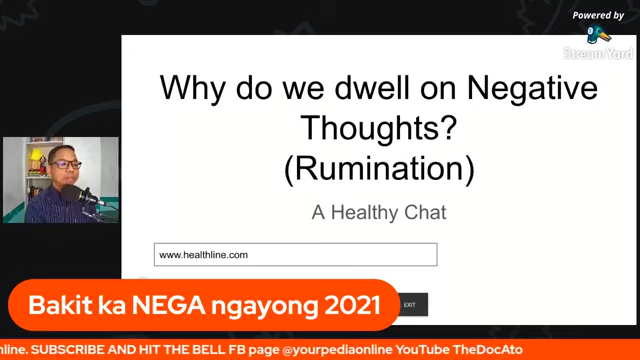 Powered by
StreamYard
Why do we dwell on Negative
Thoughts?
(Rumination)
A Healthy Chat
www.healthline.com
EXIT
Bakit ka NEGA ngayong 2021
nline. SUBSCRIBE AND HIT THE BELL FB page @yourpediaonline YouTube TheDocAto